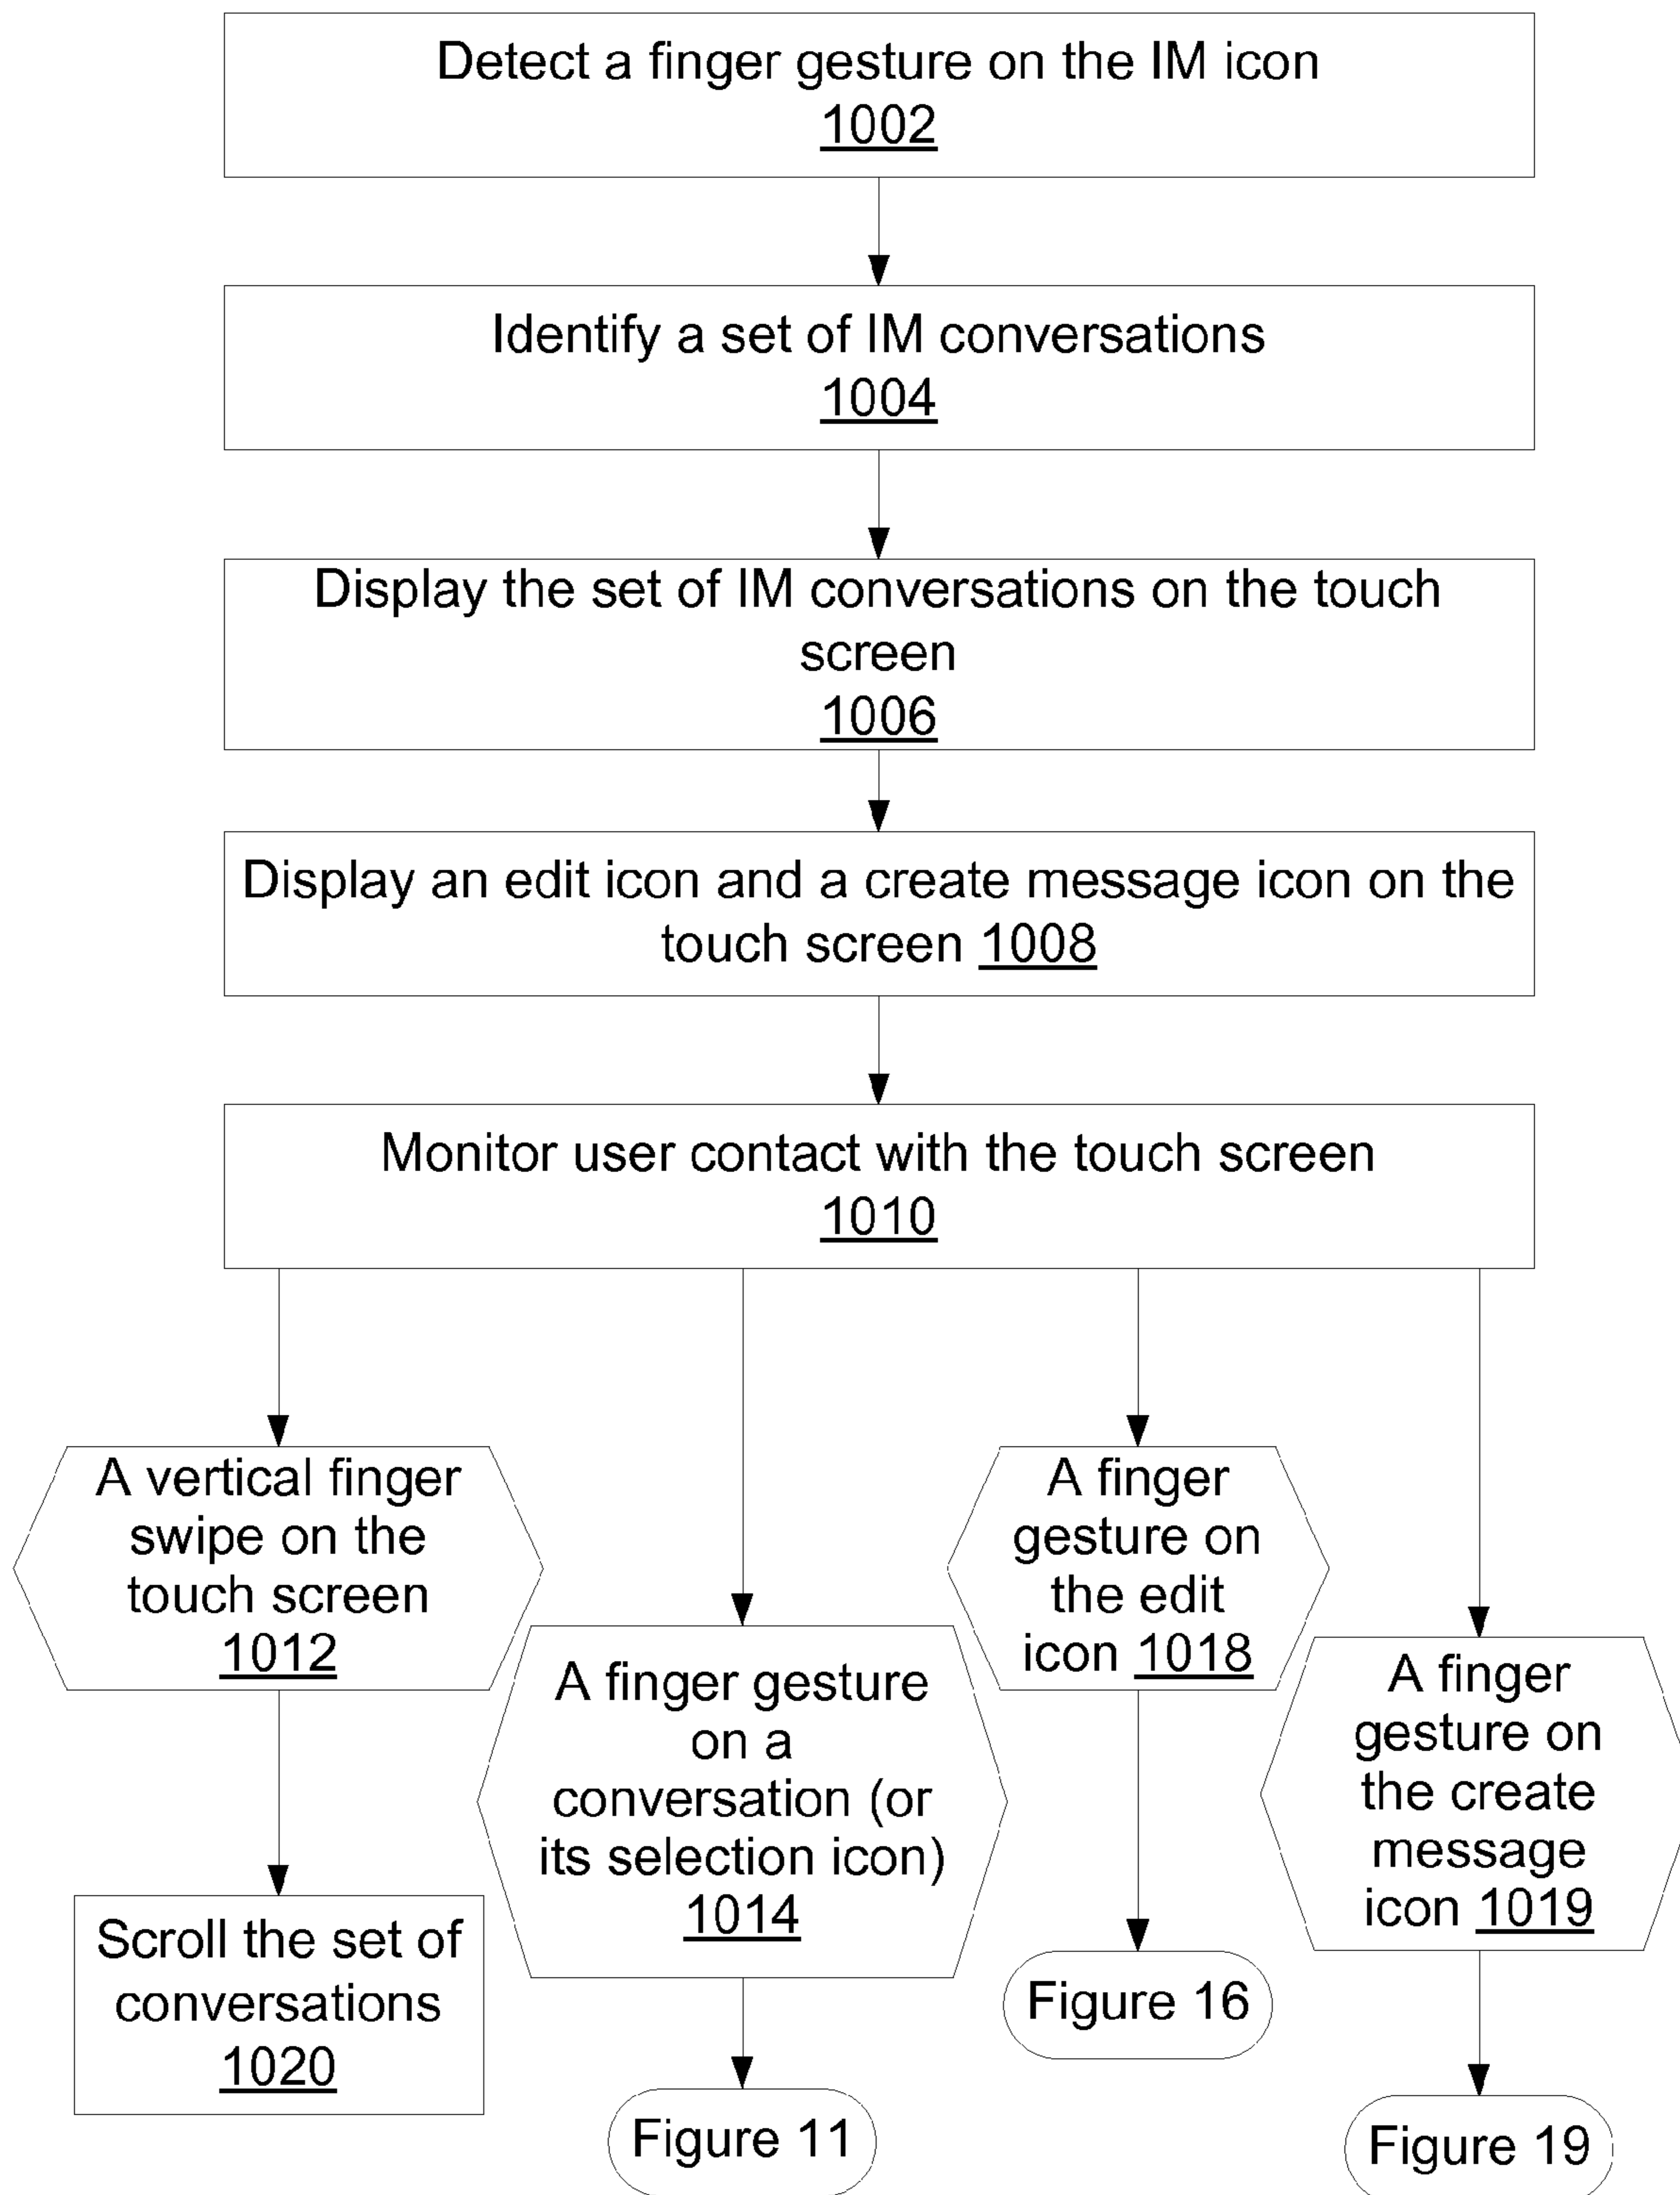 Detect a finger gesture on the IM icon
1002
Identify a set of IM conversations
1004
Display the set of IM conversations on the touch
screen
1006
Display an edit icon and a create message icon on the
touch screen 1008
Monitor user contact with the touch screen
1010
A vertical finger
swipe on the
touch screen
1012
Scroll the set of
conversations
1020
A finger gesture
on a
conversation (or
its selection icon)
1014
Figure 11
A finger
gesture on
the edit
icon 1018
Figure 16
A finger
gesture on
the create
message
icon 1019
Figure 19